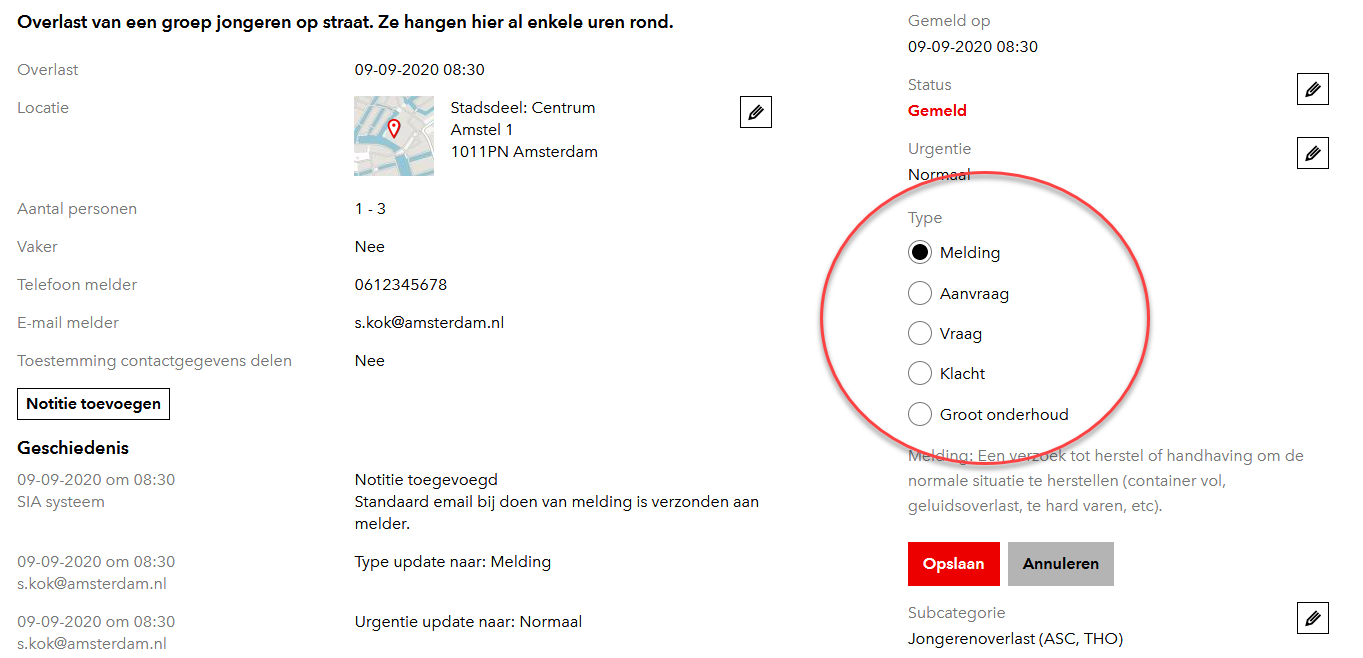 Overlast van een groep jongeren op straat. Ze hangen hier al enkele uren rond.
Overlast
09-09-2020 08:30
Locatie
Stadsdeel: Centrum
Amstel 1
1011PN Amsterdam
Aantal personen
1 - 3
Vaker
Nee
Telefoon melder
0612345678
E-mail melder
s.kok@amsterdam.nl
Toestemming contactgegevens delen
Nee
Notitie toevoegen
Geschiedenis
09-09-2020 om 08:30
SIA systeem
Notitie toegevoegd
Standaard email bij doen van melding is verzonden aan
melder.
09-09-2020 om 08:30
s.kok@amsterdam.nl
Type update naar: Melding
09-09-2020 om 08:30
s.kok@amsterdam.nl
Urgentie update naar: Normaal
Gemeld op
09-09-2020 08:30
Status
Gemeld
Urgentie
Normaal
Type
Melding
Aanvraag
Vraag
Klacht
Groot onderhoud
Melding: Een verzoek tot herstel of handhaving om de
normale situatie te herstellen (container vol,
geluidsoverlast, te hard varen, etc).
Opslaan
Annuleren
Subcategorie
Jongerenoverlast (ASC, THO)